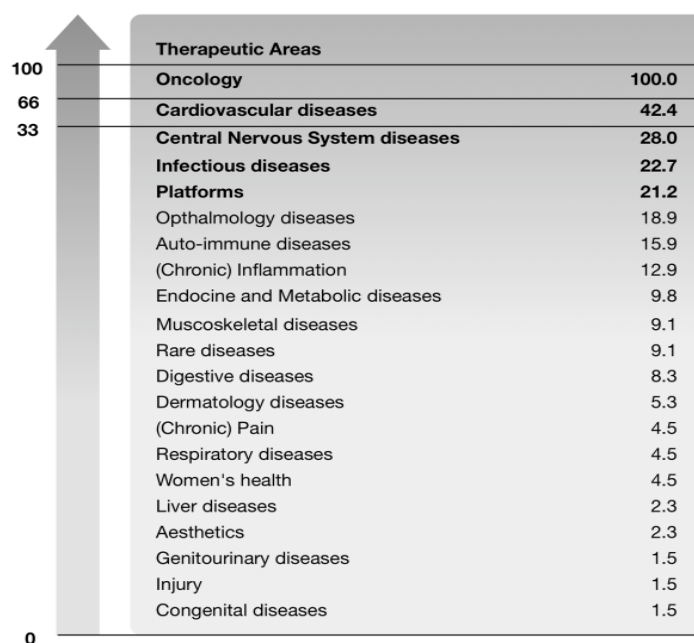 Therapeutic Areas
100
Oncology 100.0
66
Cardiovascular diseases 42.4
33
Central Nervous System diseases 28.0
Infectious diseases 22.7
Platforms 21.2
Opthalmology diseases 18.9
Auto-immune diseases 15.9
(Chronic) Inflammation 12.9
Endocine and Metabolic diseases 9.8
Muscoskeletal diseases 9.1
Rare diseases 9.1
Digestive diseases 8.3
Dermatology diseases 5.3
(Chronic) Pain 4.5
Respiratory diseases 4.5
Women's health 4.5
Liver diseases 2.3
Aesthetics 2.3
Genitourinary diseases 1.5
Injury 1.5
Congenital diseases 1.5
0